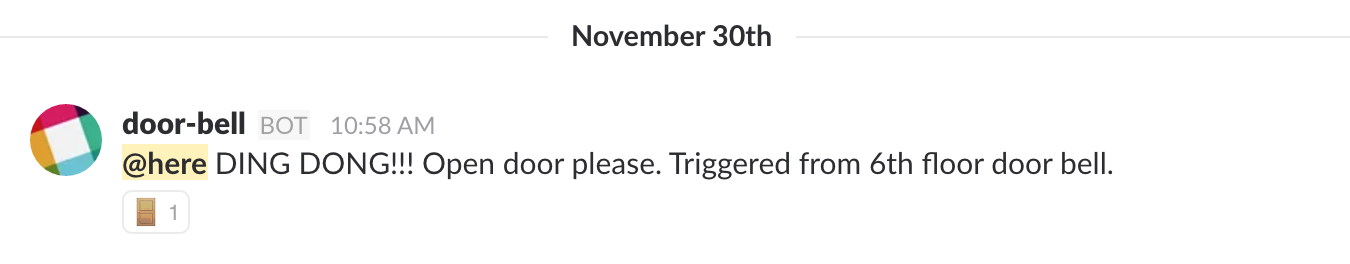 November 30th
door-bell BOT 10:58 AM
@here DING DONG!!! Open door please. Triggered from 6th floor door bell.
1